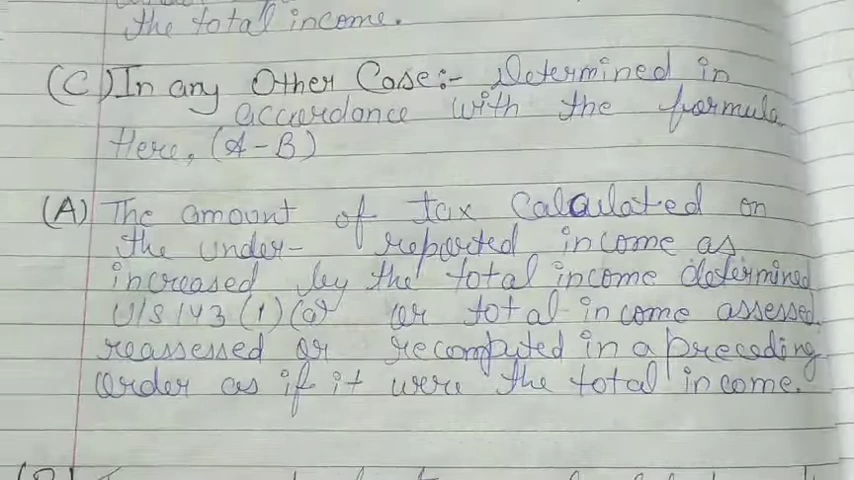 the total income.
(C) In any Other Case:- Determined in
accordance with the formula
Here, (A-B)
(A) The amount of tax Calculated on
the under- reported income as
increased by the total income determined
U/S 143 (1) (a) or total income assessed,
reassessed or recomputed in a preceding
order as if it were the total income.